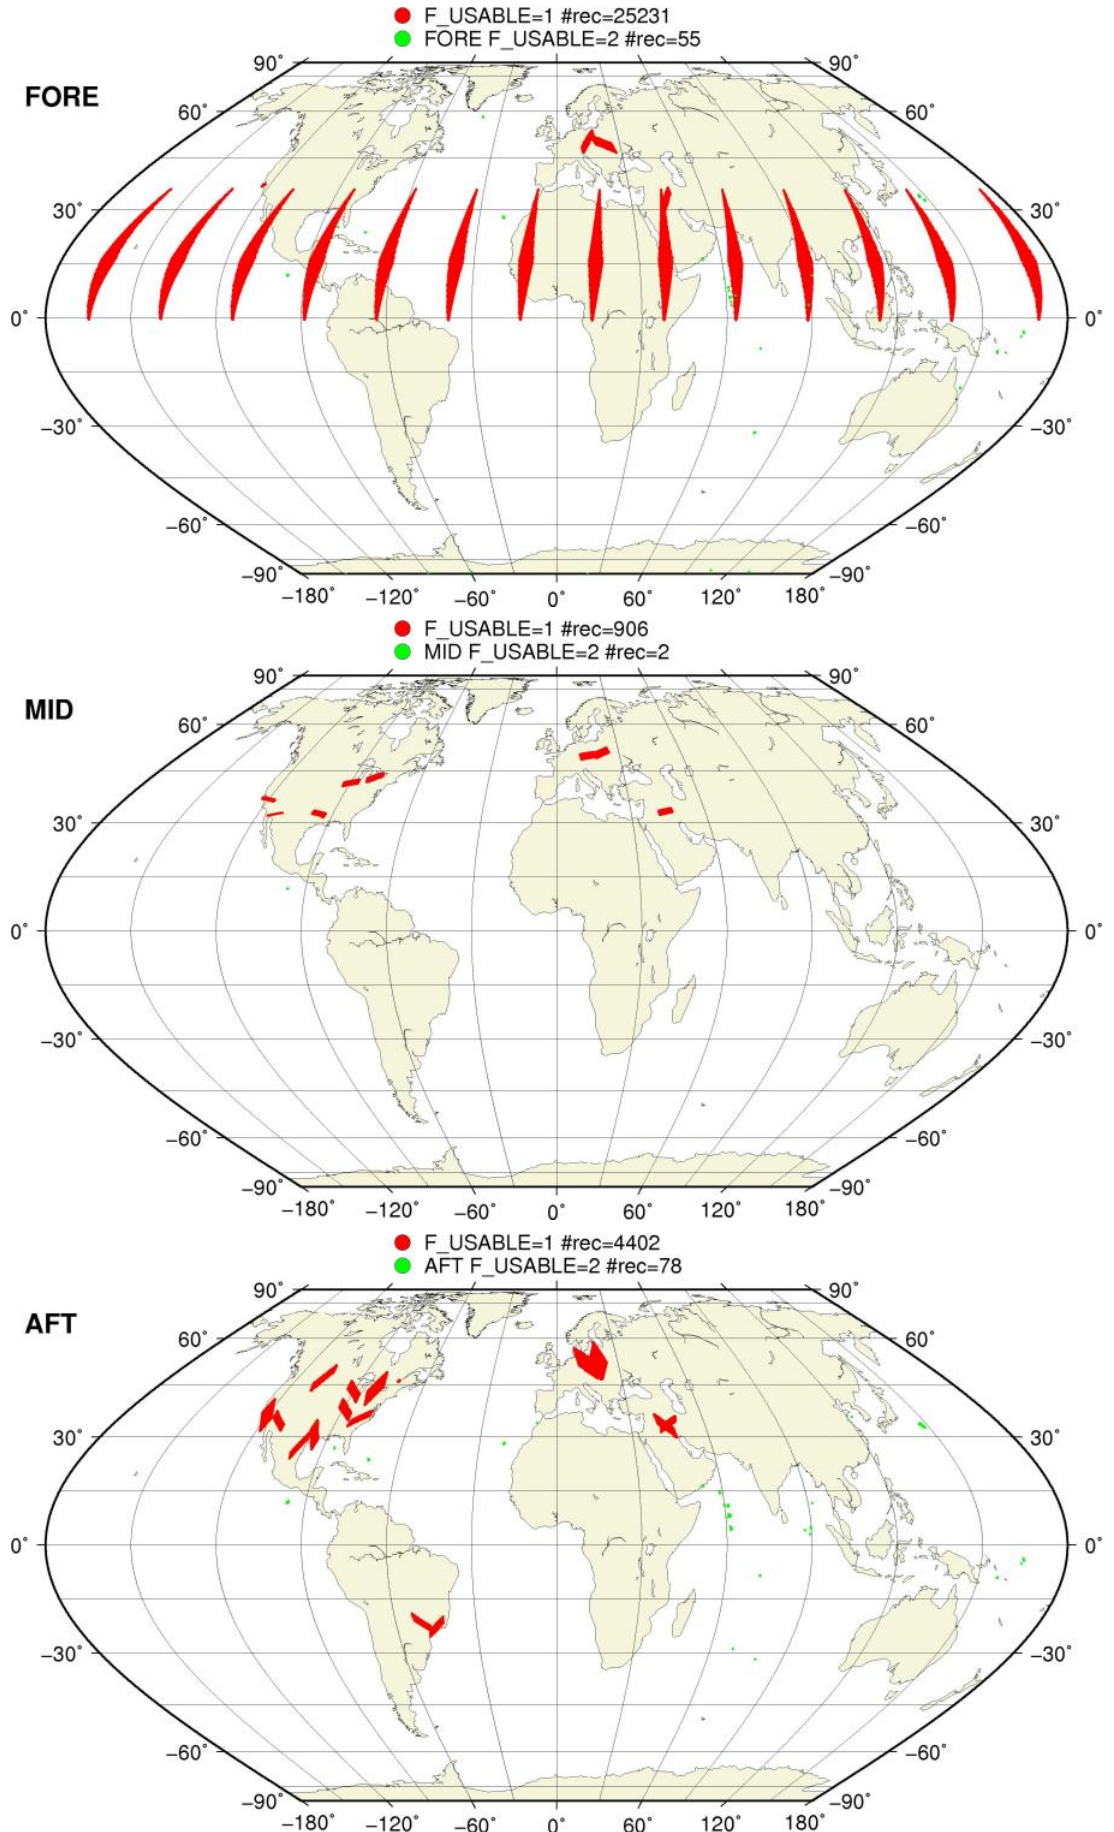 F_USABLE=1 #rec=25231
FORE F_USABLE=2 #rec=55
FORE
90° 90°
60° 60°
30° 30°
0° 0°
−30° −30°
−60° −60°
−90° −90°
−180° −120° −60° 0° 60° 120° 180°
F_USABLE=1 #rec=906
MID F_USABLE=2 #rec=2
MID
90° 90°
60° 60°
30° 30°
0° 0°
−30° −30°
−60° −60°
−90° −90°
−180° −120° −60° 0° 60° 120° 180°
F_USABLE=1 #rec=4402
AFT F_USABLE=2 #rec=78
AFT
90° 90°
60° 60°
30° 30°
0° 0°
−30° −30°
−60° −60°
−90° −90°
−180° −120° −60° 0° 60° 120° 180°